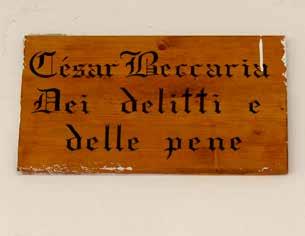 César Beccaria
Dei delitti e
delle pene